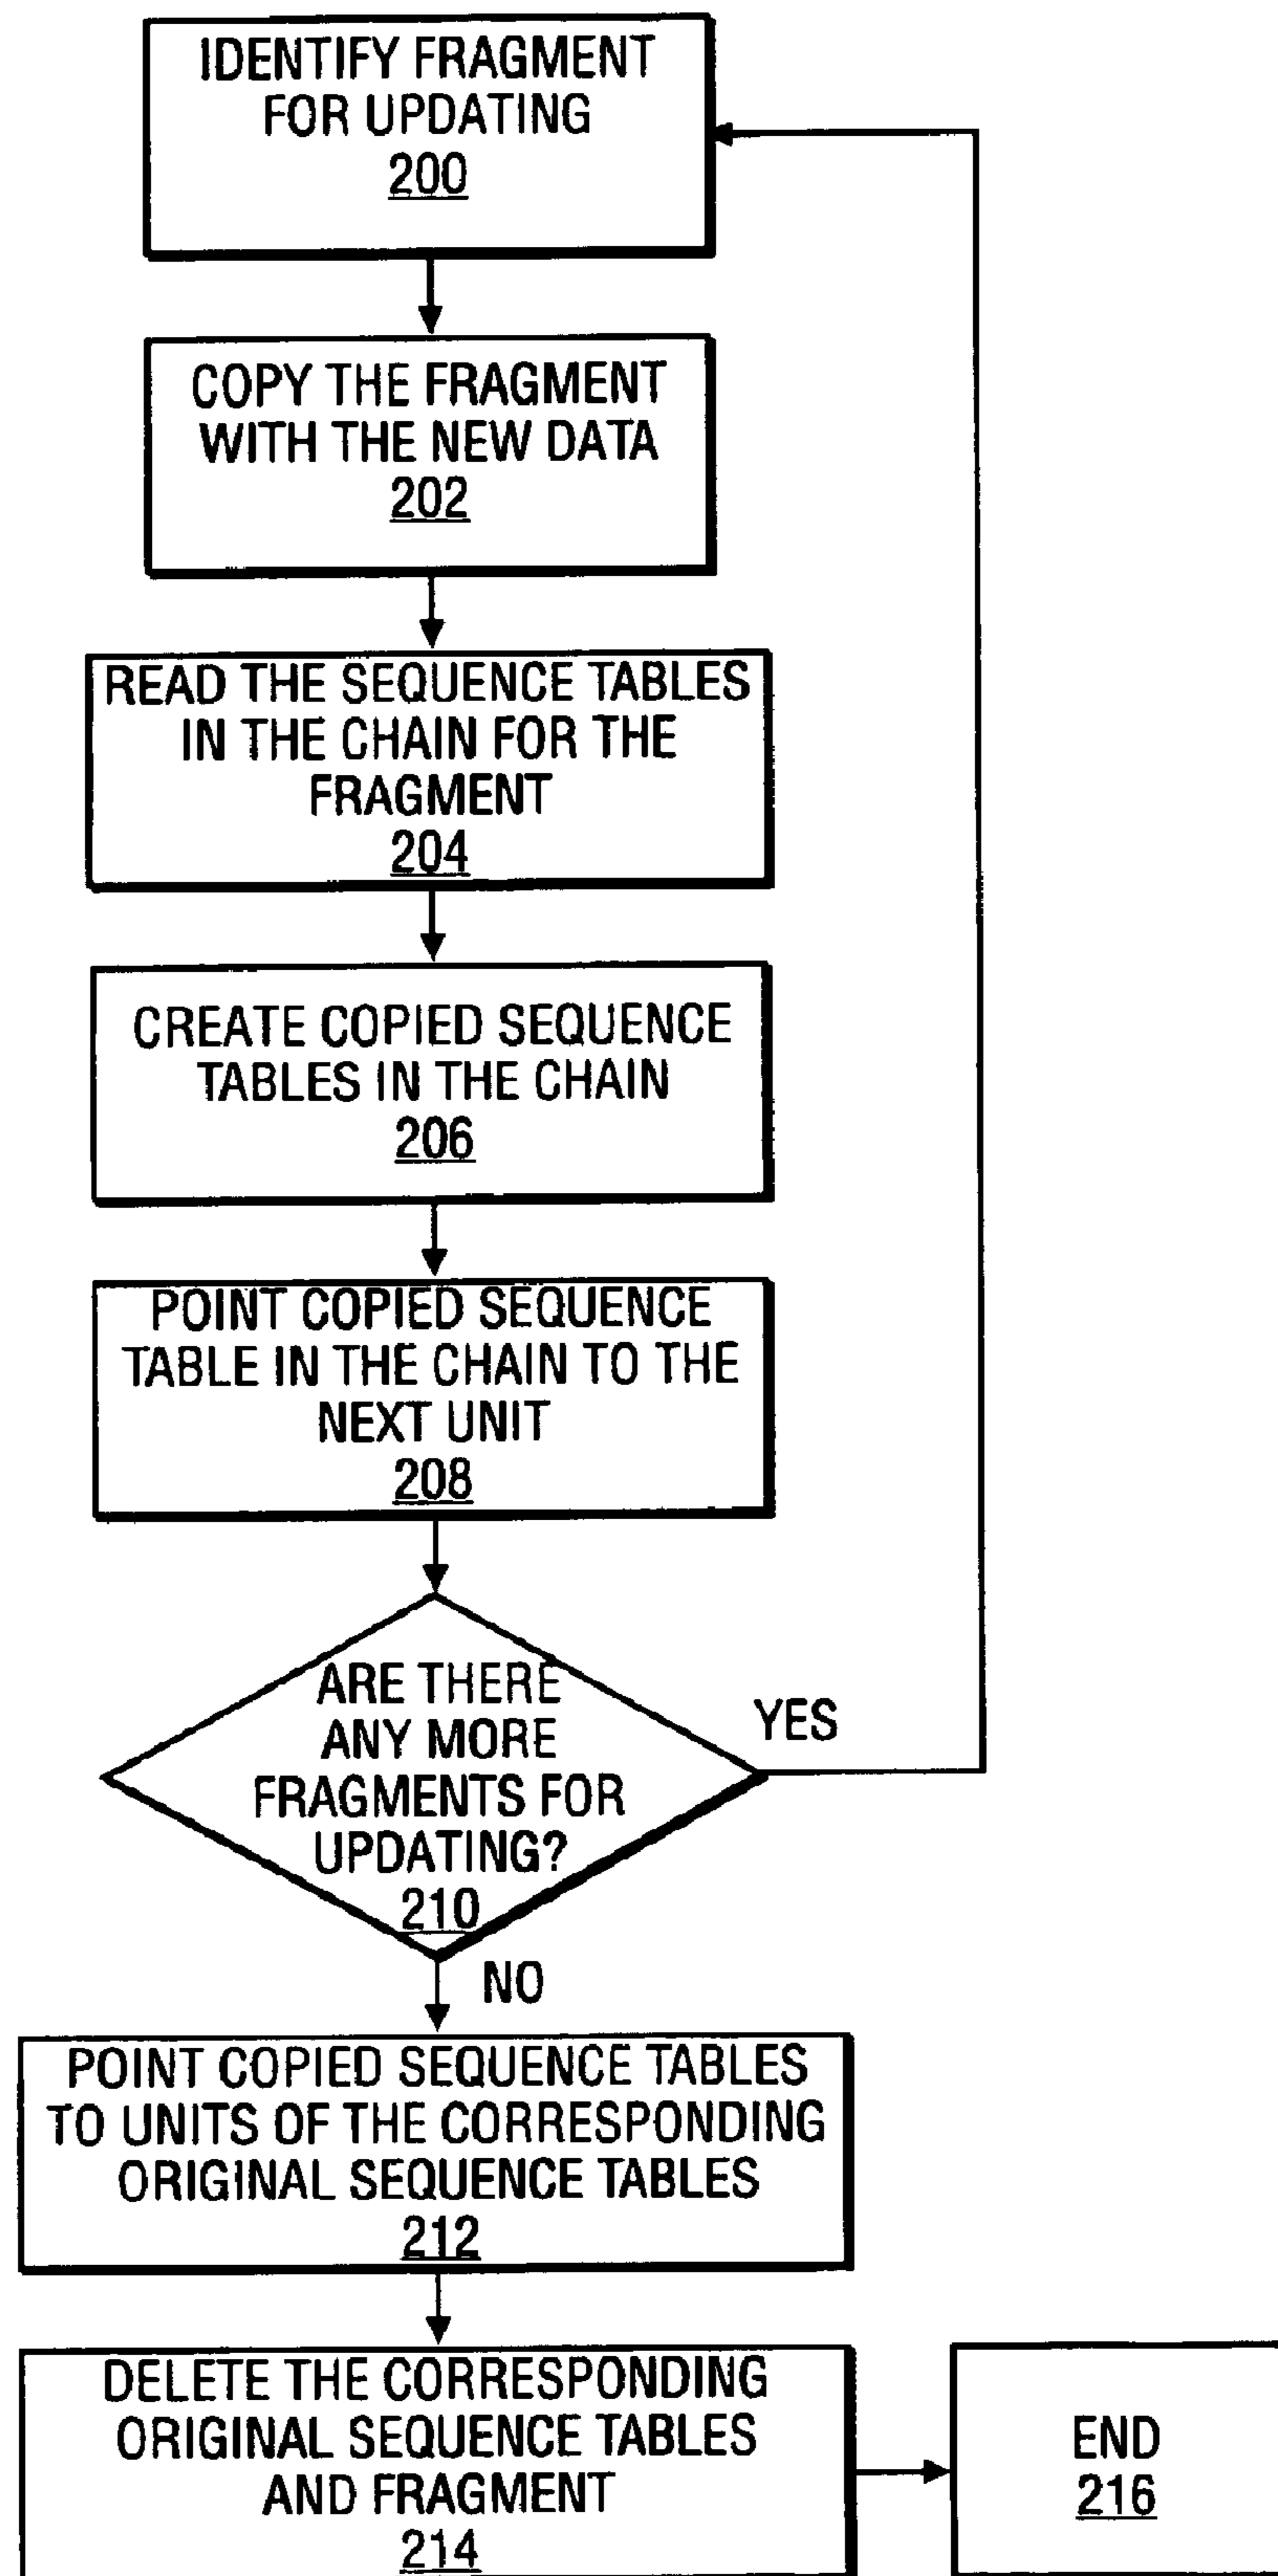 IDENTIFY FRAGMENT
FOR UPDATING
200
COPY THE FRAGMENT
WITH THE NEW DATA
202
READ THE SEQUENCE TABLES
IN THE CHAIN FOR THE
FRAGMENT
204
CREATE COPIED SEQUENCE
TABLES IN THE CHAIN
206
POINT COPIED SEQUENCE
TABLE IN THE CHAIN TO THE
NEXT UNIT
208
ARE THERE
ANY MORE
FRAGMENTS FOR
UPDATING?
210
YES
NO
POINT COPIED SEQUENCE TABLES
TO UNITS OF THE CORRESPONDING
ORIGINAL SEQUENCE TABLES
212
DELETE THE CORRESPONDING
ORIGINAL SEQUENCE TABLES
AND FRAGMENT
214
END
216